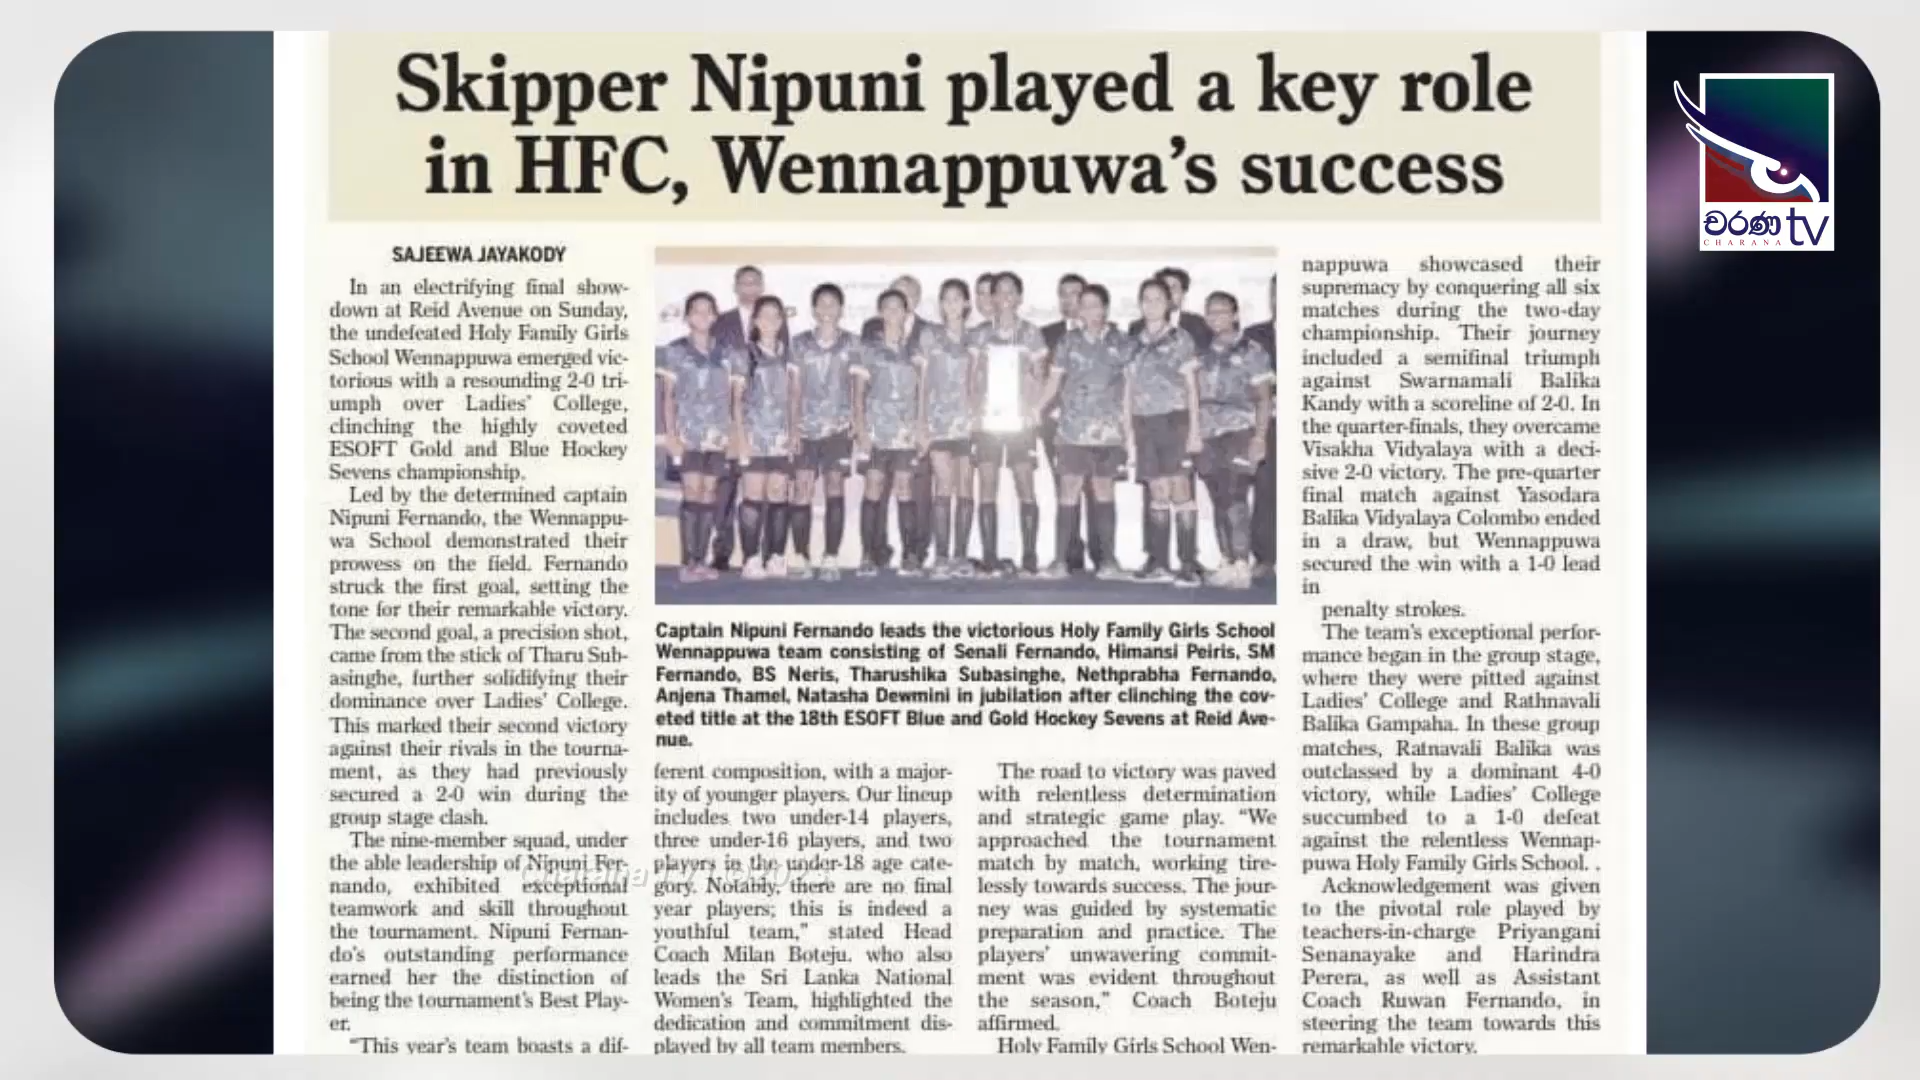 Skipper Nipuni played a key role
in HFC, Wennappuwa's success
SAJEEWA JAYAKODY
In an electrifying final show-
down at Reid Avenue on Sunday,
the undefeated Holy Family Girls
School Wennappuwa emerged vic-
torious with a resounding 2-0 tri-
umph over Ladies' College,
clinching the highly coveted
ESOFT Gold and Blue Hockey
Sevens championship.
Led by the determined captain
Nipuni Fernando, the Wennappu-
wa School demonstrated their
prowess on the field. Fernando
struck the first goal, setting the
tone for their remarkable victory.
The second goal, a precision shot,
came from the stick of Tharu Sub-
asinghe, further solidifying their
dominance over Ladies' College.
This marked their second victory
against their rivals in the tourna-
ment, as they had previously
secured a 2-0 win during the
group stage clash.
The nine-member squad, under
the able leadership of Nipuni Fer-
nando, exhibited exceptional
teamwork and skill throughout
the tournament. Nipuni Fernan-
do's outstanding performance
earned her the distinction of
being the tournament's Best Play-
er.
"This year's team boasts a dif-
Captain Nipuni Fernando leads the victorious Holy Family Girls School
Wennappuwa team consisting of Senali Fernando, Himansi Peiris, SM
Fernando, BS Neris, Tharushika Subasinghe, Nethprabha Fernando,
Anjena Thamel, Natasha Dewmini in jubilation after clinching the cov-
eted title at the 18th ESOFT Blue and Gold Hockey Sevens at Reid Ave-
nue.
ferent composition, with a major-
ity of younger players. Our lineup
includes two under-14 players,
three under-16 players, and two
players in the under-18 age cate-
gory. Notably, there are no final
year players; this is indeed a
youthful team," stated Head
Coach Milan Boteju. who also
leads the Sri Lanka National
Women's Team, highlighted the
dedication and commitment dis-
played by all team members.
The road to victory was paved
with relentless determination
and strategic game play. "We
approached the tournament
match by match, working tire-
lessly towards success. The jour-
ney was guided by systematic
preparation and practice. The
players' unwavering commit-
ment was evident throughout
the season," Coach Boteju
affirmed.
Holy Family Girls School Wen-
nappuwa showcased their
supremacy by conquering all six
matches during the two-day
championship. Their journey
included a semifinal triumph
against Swarnamali Balika
Kandy with a scoreline of 2-0. In
the quarter-finals, they overcame
Visakha Vidyalaya with a deci-
sive 2-0 victory. The pre-quarter
final match against Yasodara
Balika Vidyalaya Colombo ended
in a draw, but Wennappuwa
secured the win with a 1-0 lead
in
penalty strokes.
The team's exceptional perfor-
mance began in the group stage,
where they were pitted against
Ladies' College and Rathnavali
Balika Gampaha. In these group
matches, Ratnavali Balika was
outclassed by a dominant 4-0
victory, while Ladies' College
succumbed to a 1-0 defeat
against the relentless Wennap-
puwa Holy Family Girls School. .
Acknowledgement was given
to the pivotal role played by
teachers-in-charge Priyangani
Senanayake and Harindra
Perera, as well as Assistant
Coach Ruwan Fernando, in
steering the team towards this
remarkable victory.
චරණ tv
CHARANA